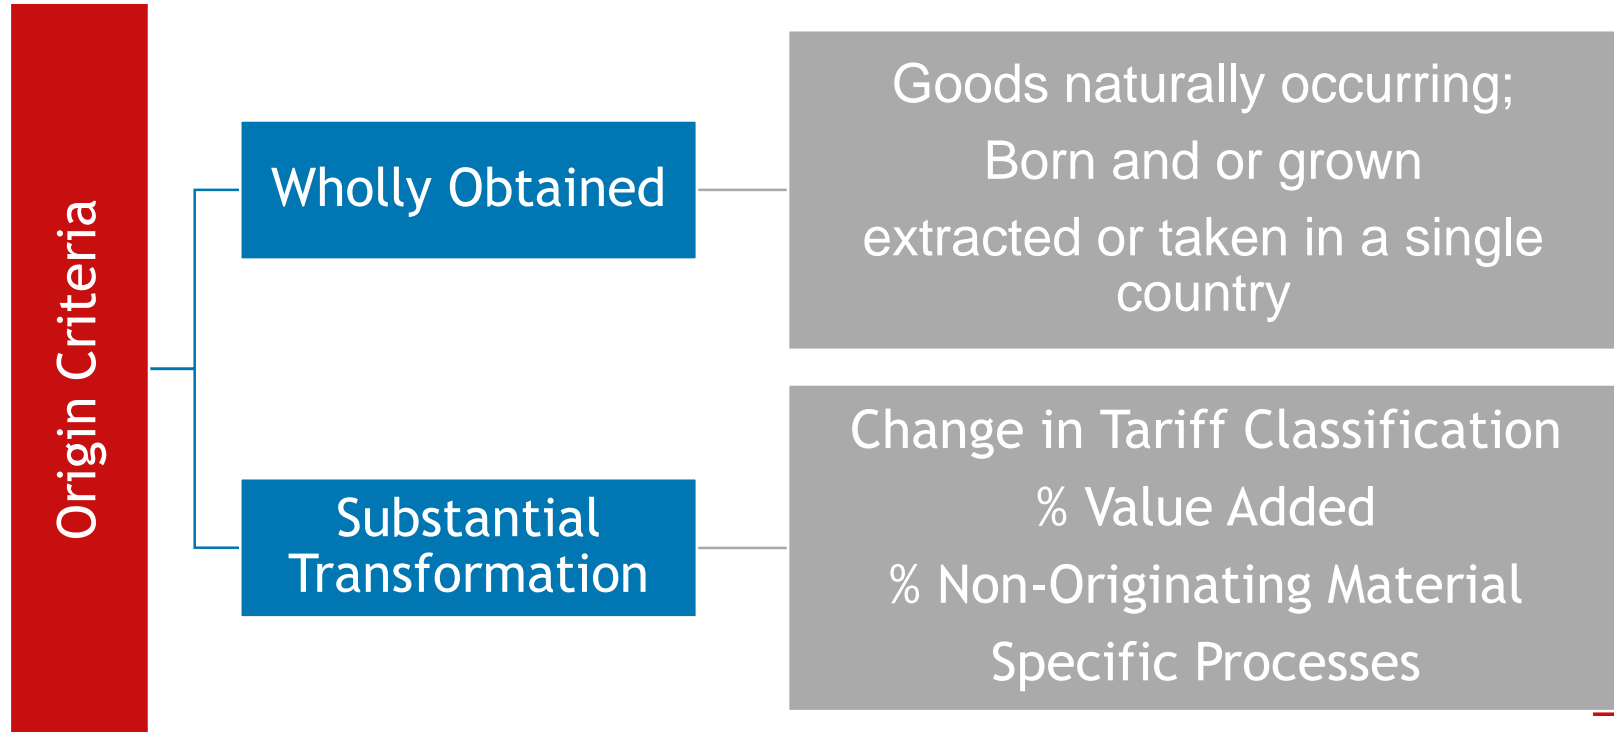 Origin Criteria
Wholly Obtained
Goods naturally occurring;
Born and or grown
extracted or taken in a single
country
Substantial
Transformation
Change in Tariff Classification
% Value Added
% Non-Originating Material
Specific Processes